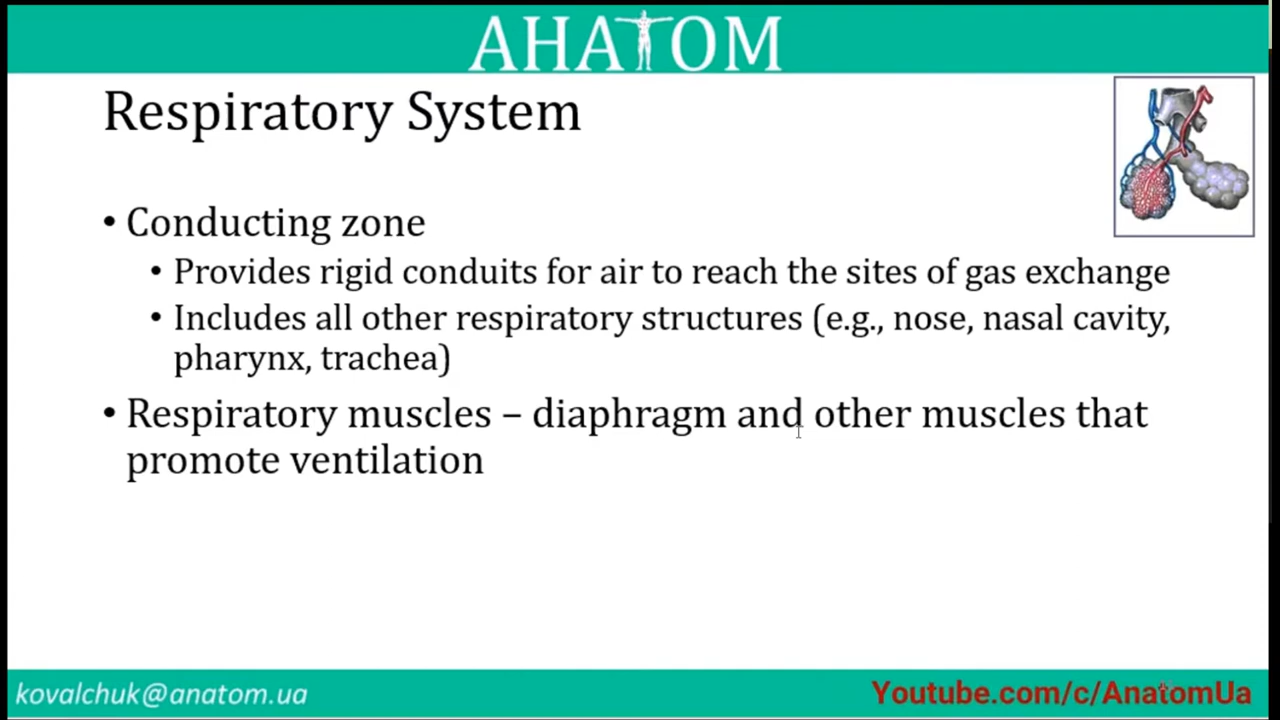 АНАТОМ
Respiratory System
• Conducting zone
• Provides rigid conduits for air to reach the sites of gas exchange
• Includes all other respiratory structures (e.g., nose, nasal cavity,
pharynx, trachea)
• Respiratory muscles – diaphragm and other muscles that
promote ventilation
kovalchuk@anatom.ua
Youtube.com/c/AnatomUa